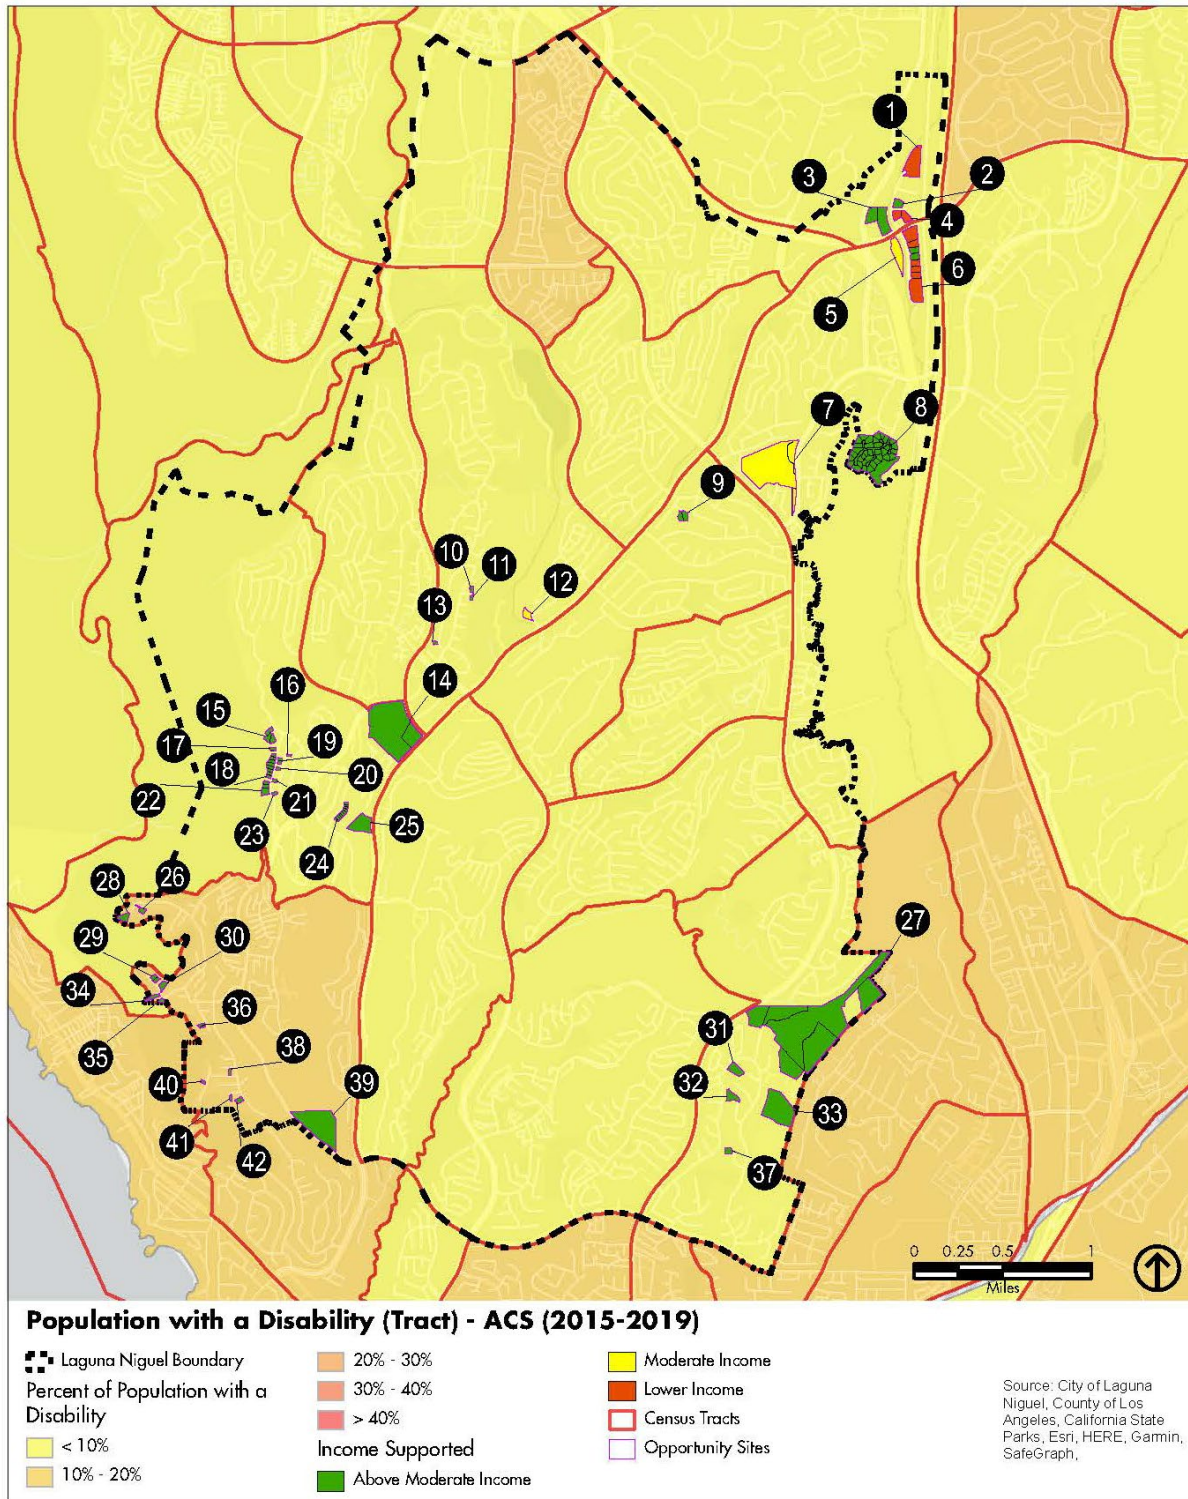 1
3
2
4
6
5
7
8
9
10
11
12
13
14
16
15
17
19
18
20
22
21
23
25
24
28
26
27
29
30
34
36
35
38
31
40
39
32
33
41
42
37
0 0.25 0.5 1
Miles
Population with a Disability (Tract) - ACS (2015-2019)
Laguna Niguel Boundary
Percent of Population with a
Disability
< 10%
10% - 20%
20% - 30%
30% - 40%
> 40%
Income Supported
Above Moderate Income
Moderate Income
Lower Income
Census Tracts
Opportunity Sites
Source: City of Laguna
Niguel, County of Los
Angeles, California State
Parks, Esri, HERE, Garmin,
SafeGraph,